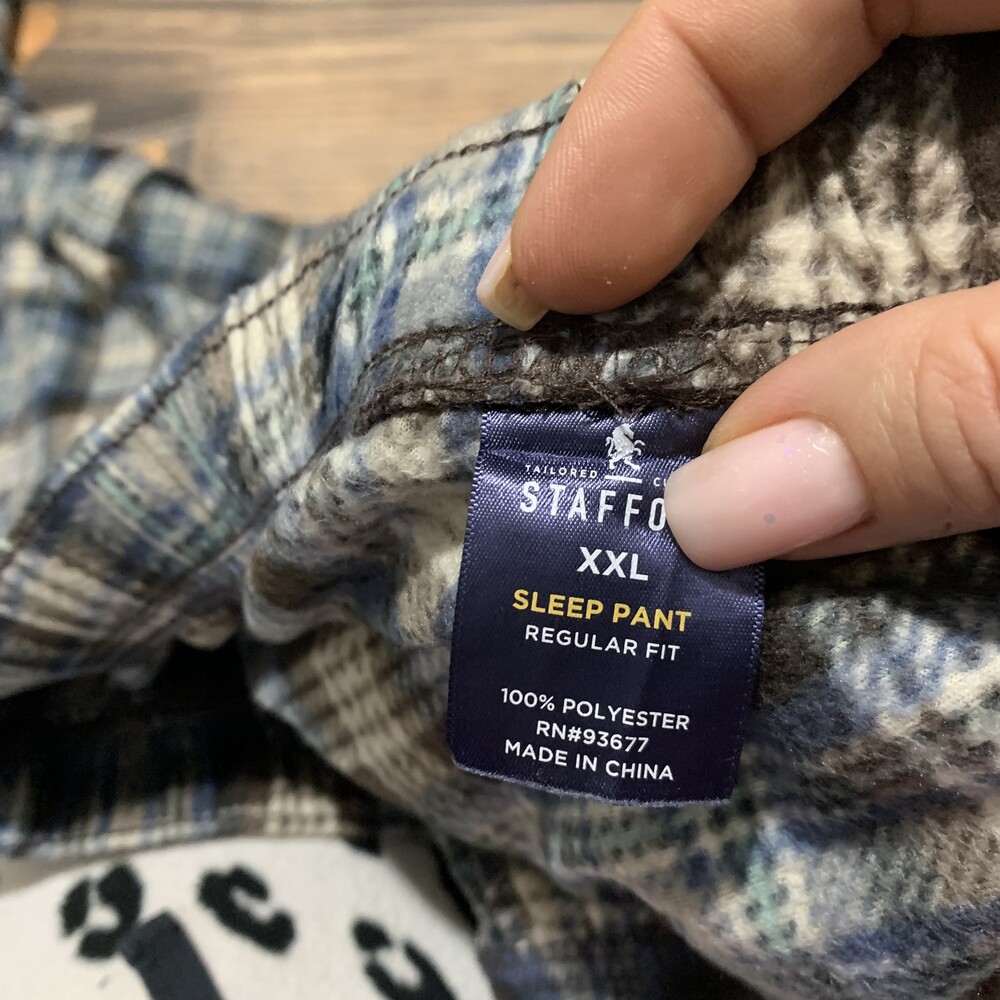 TAILORED
STAFFO
XXL
SLEEP PANT
REGULAR FIT
100% POLYESTER
RN#93677
MADE IN CHINA